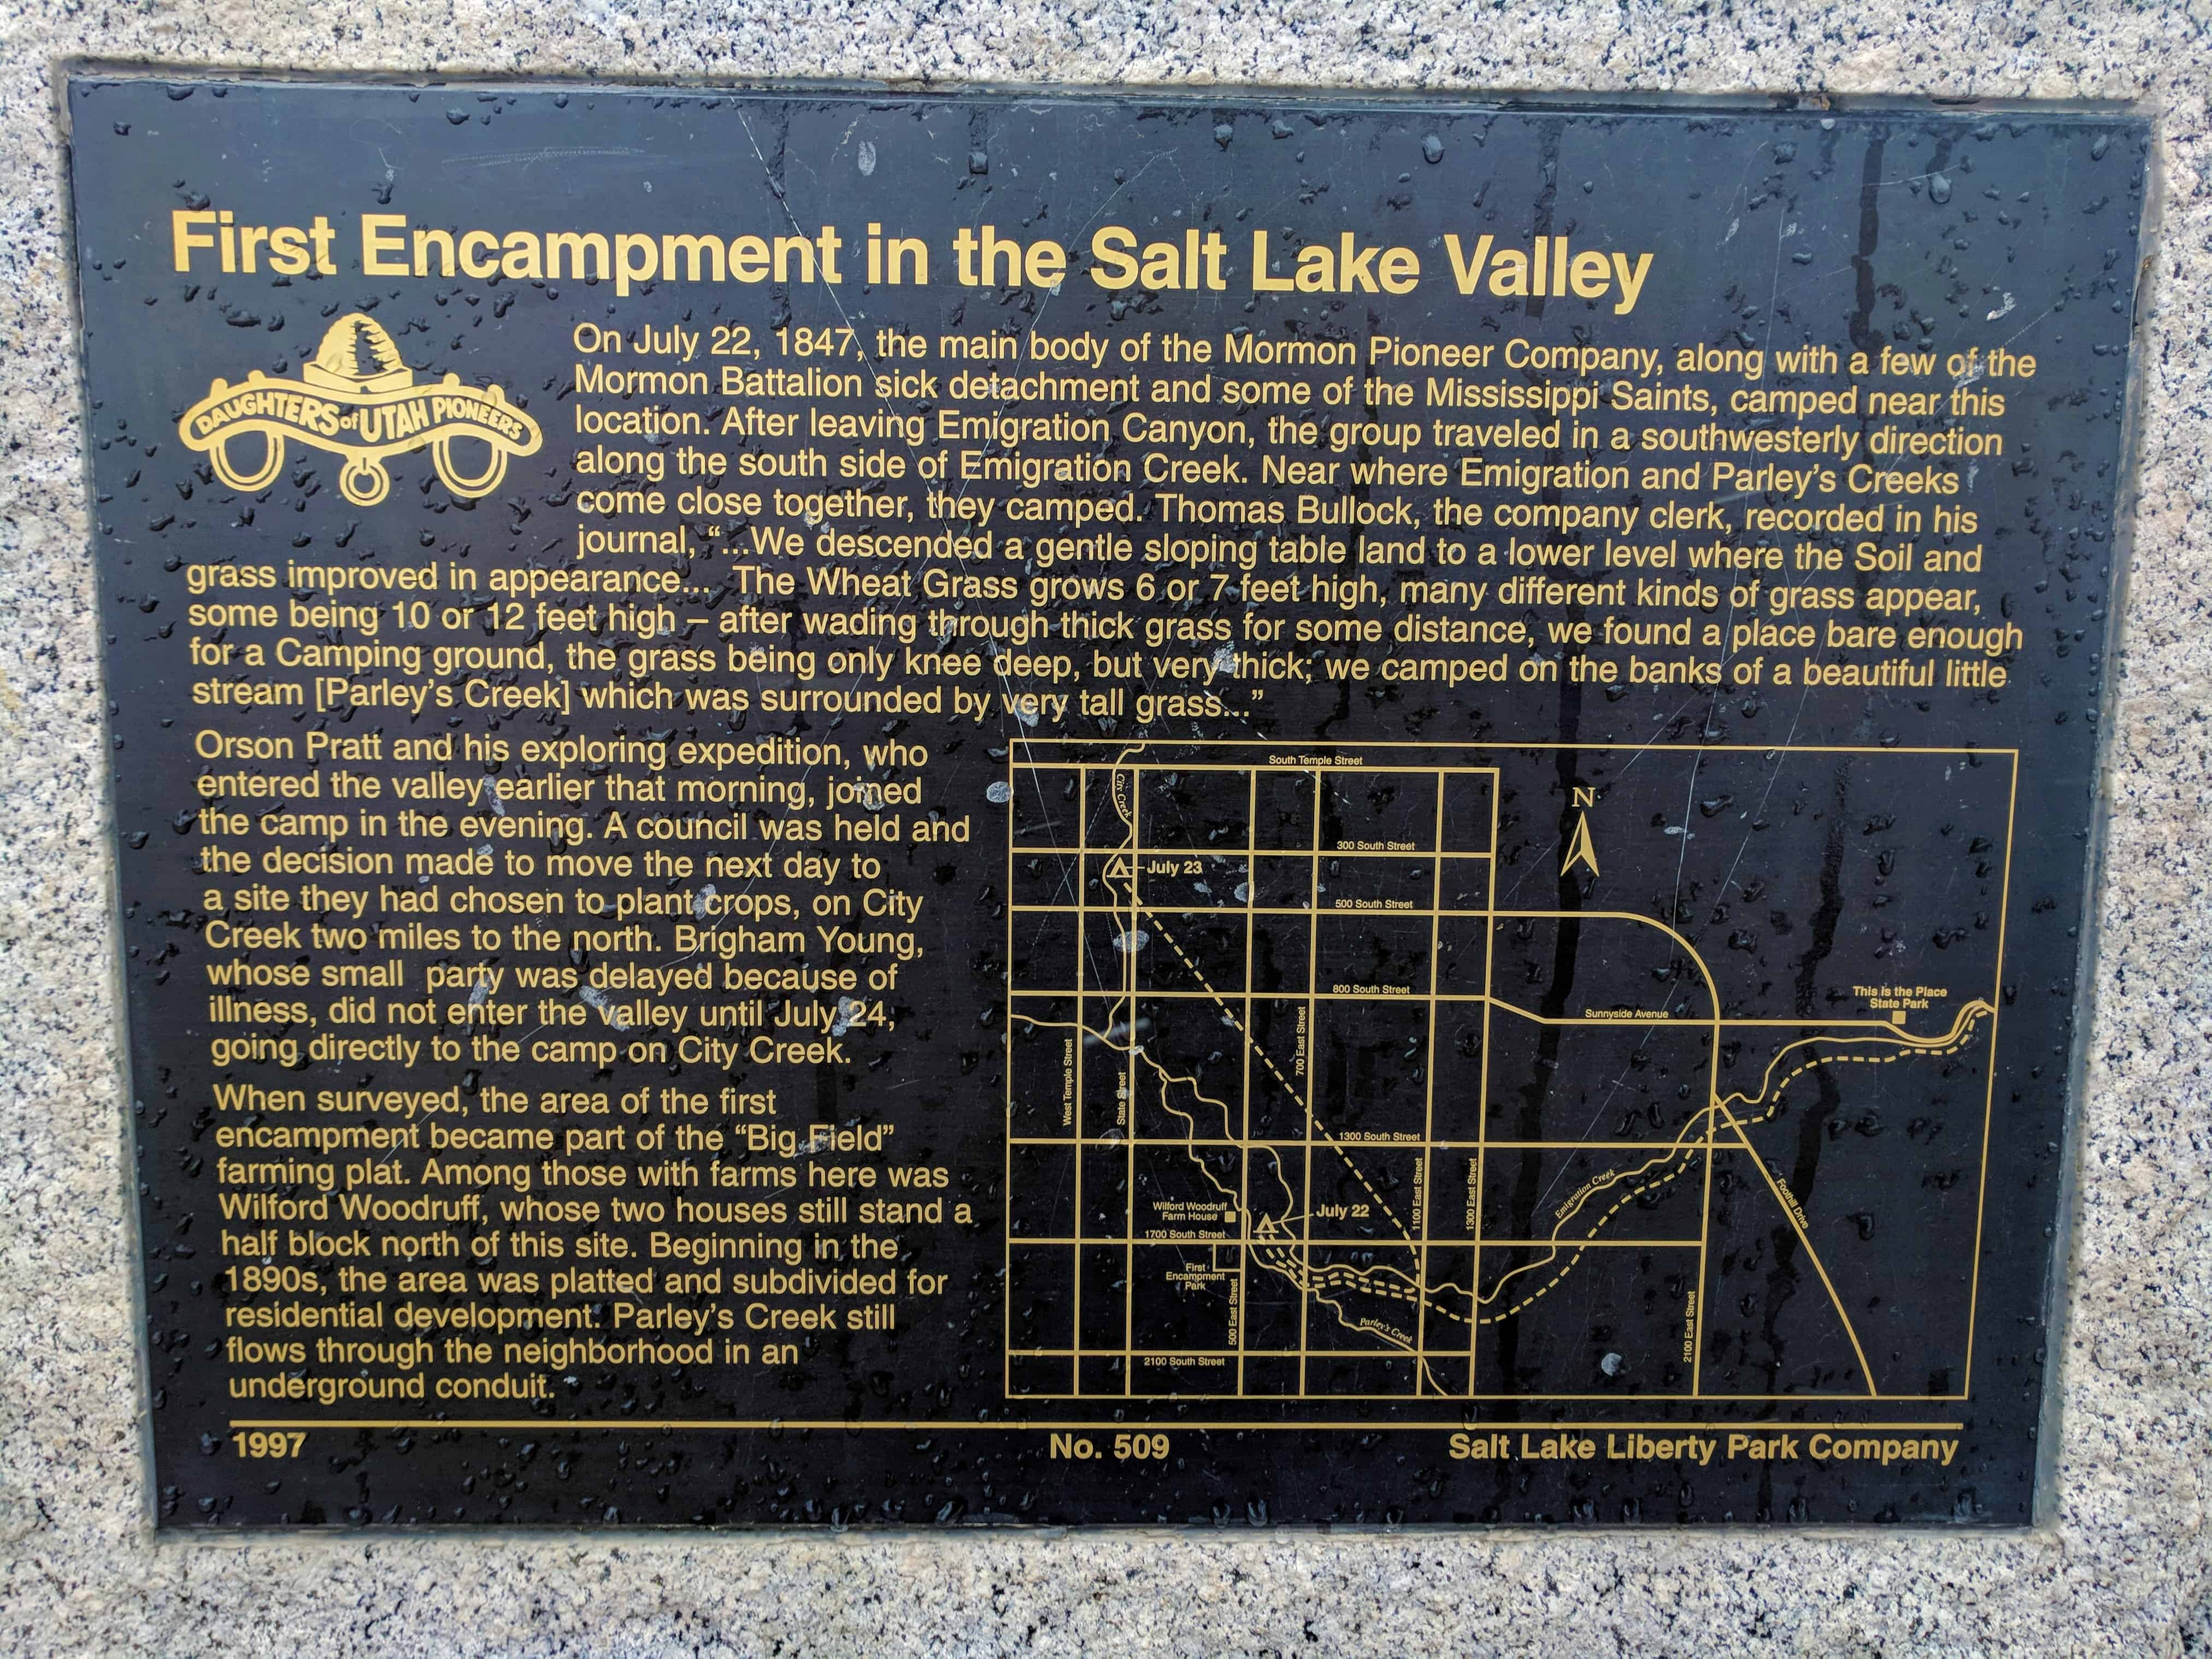 First Encampment in the Salt Lake Valley
DAUGHTERS of UTAH PIONEERS
On July 22, 1847, the main body of the Mormon Pioneer Company, along with a few of the
Mormon Battalion sick detachment and some of the Mississippi Saints, camped near this
location. After leaving Emigration Canyon, the group traveled in a southwesterly direction
along the south side of Emigration Creek. Near where Emigration and Parley's Creeks
come close together, they camped. Thomas Bullock, the company clerk, recorded in his
journal, “...We descended a gentle sloping table land to a lower level where the Soil and
grass improved in appearance... The Wheat Grass grows 6 or 7 feet high, many different kinds of grass appear,
some being 10 or 12 feet high – after wading through thick grass for some distance, we found a place bare enough
for a Camping ground, the grass being only knee deep, but very thick; we camped on the banks of a beautiful little
stream [Parley's Creek] which was surrounded by very tall grass...”
Orson Pratt and his exploring expedition, who
entered the valley earlier that morning, joined
the camp in the evening. A council was held and
the decision made to move the next day to
a site they had chosen to plant crops, on City
Creek two miles to the north. Brigham Young,
whose small party was delayed because of
illness, did not enter the valley until July 24,
going directly to the camp on City Creek.
When surveyed, the area of the first
encampment became part of the “Big Field”
farming plat. Among those with farms here was
Wilford Woodruff, whose two houses still stand a
half block north of this site. Beginning in the
1890s, the area was platted and subdivided for
residential development. Parley's Creek still
flows through the neighborhood in an
underground conduit.
South Temple Street
City Creek
N
300 South Street
July 23
500 South Street
800 South Street
This is the Place
State Park
Sunnyside Avenue
West Temple Street
State Street
700 East Street
1300 South Street
1100 East Street
1300 East Street
Emigration Creek
Foothill Drive
Wilford Woodruff
Farm House
July 22
1700 South Street
First
Encampment
Park
500 East Street
Parley's Creek
2100 East Street
2100 South Street
1997
No. 509
Salt Lake Liberty Park Company